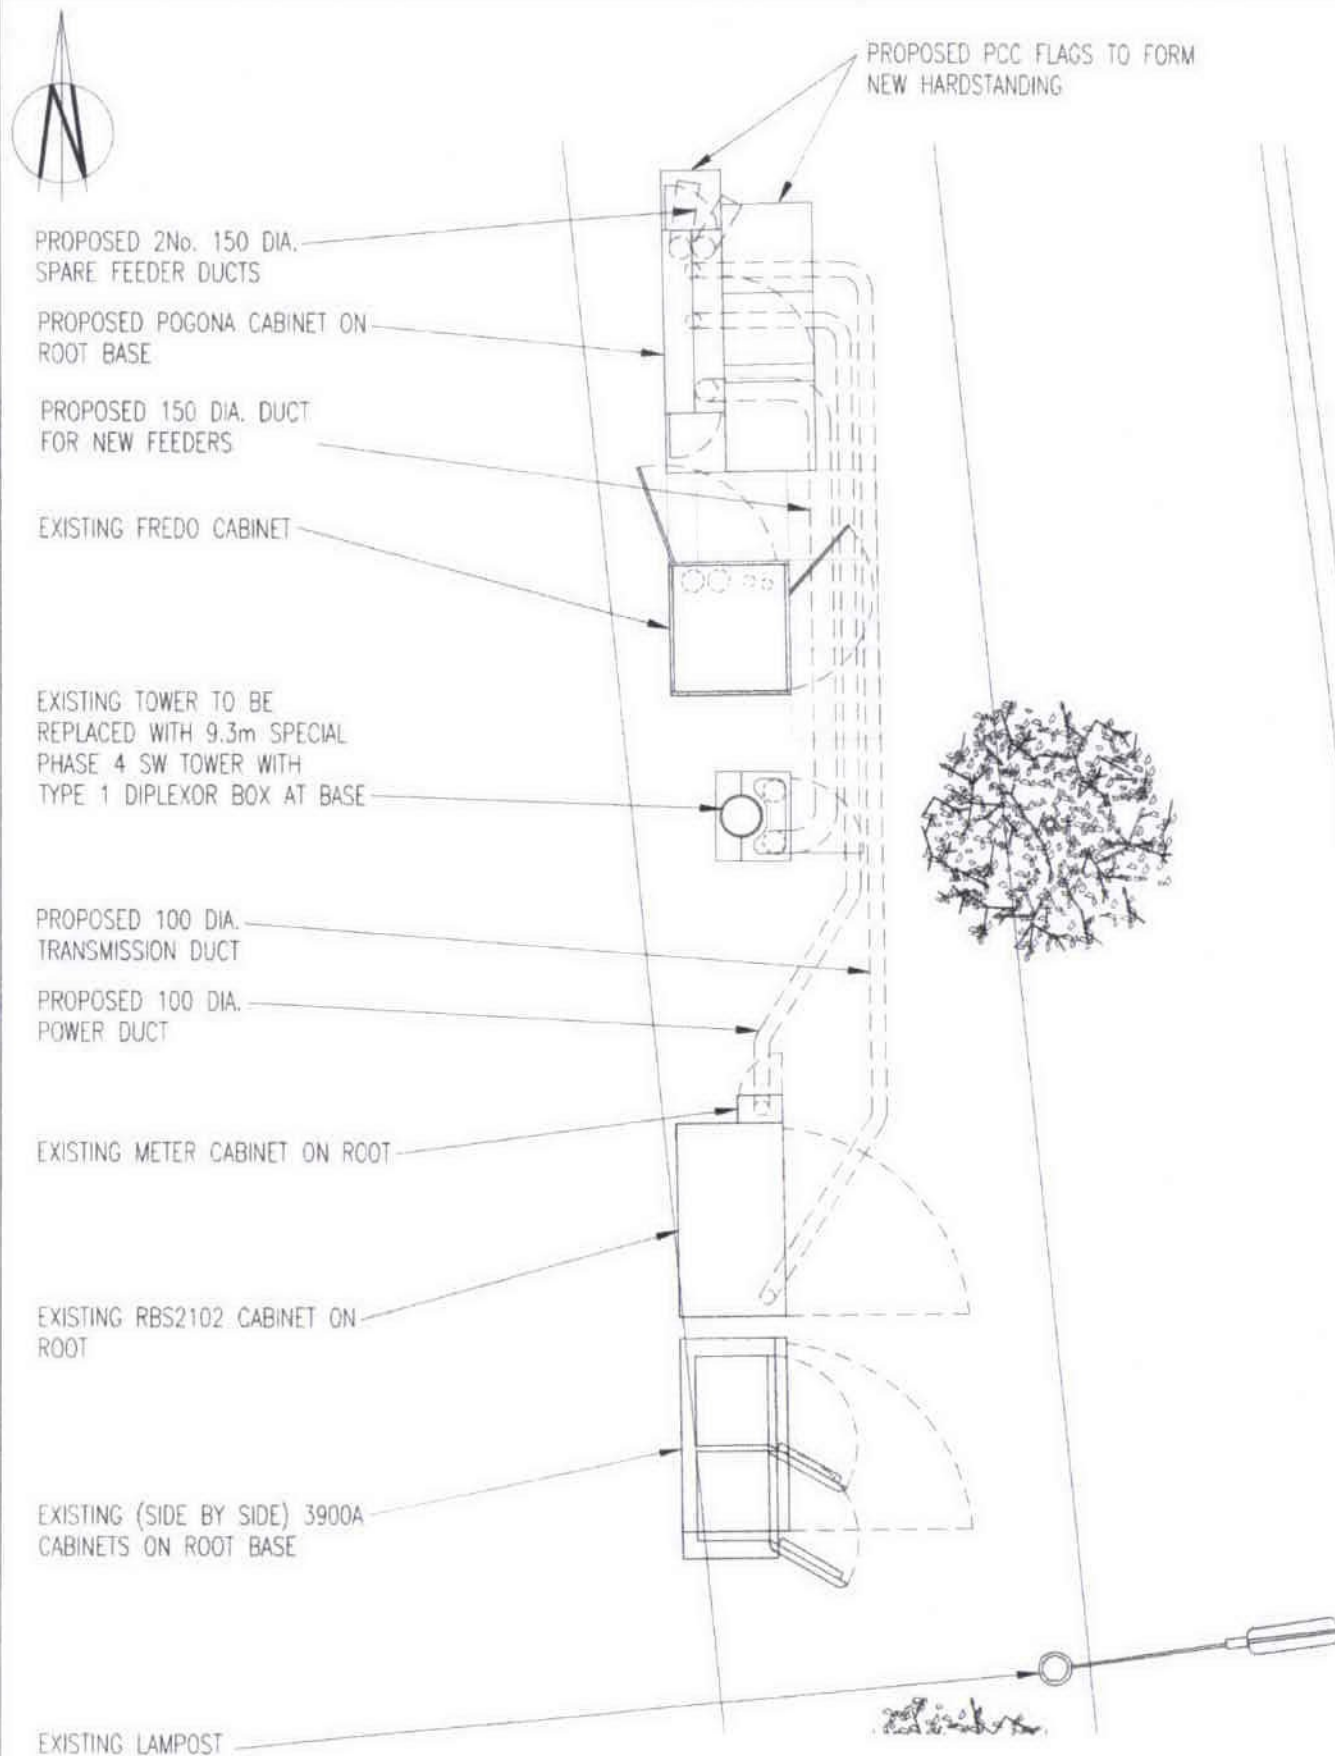 PROPOSED PCC FLAGS TO FORM
NEW HARDSTANDING
N
PROPOSED 2No. 150 DIA.
SPARE FEEDER DUCTS
PROPOSED POGONA CABINET ON
ROOT BASE
PROPOSED 150 DIA. DUCT
FOR NEW FEEDERS
EXISTING FREDO CABINET
EXISTING TOWER TO BE
REPLACED WITH 9.3m SPECIAL
PHASE 4 SW TOWER WITH
TYPE 1 DIPLEXOR BOX AT BASE
PROPOSED 100 DIA.
TRANSMISSION DUCT
PROPOSED 100 DIA.
POWER DUCT
EXISTING METER CABINET ON ROOT
EXISTING RBS2102 CABINET ON
ROOT
EXISTING (SIDE BY SIDE) 3900A
CABINETS ON ROOT BASE
EXISTING LAMPOST